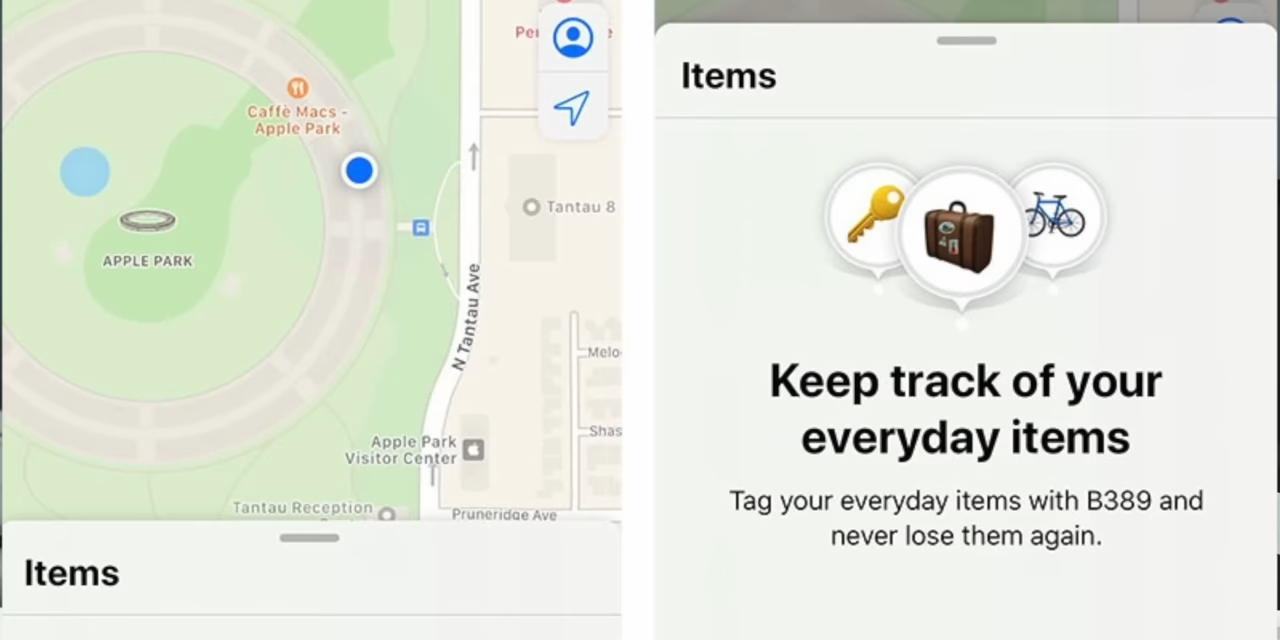 Caffè Macs -
Apple Park
APPLE PARK
Tantau 8
N Tantau Ave
Apple Park
Visitor Center
Tantau Reception
Pruneridge Ave
Items
Items
Keep track of your
everyday items
Tag your everyday items with B389 and
never lose them again.